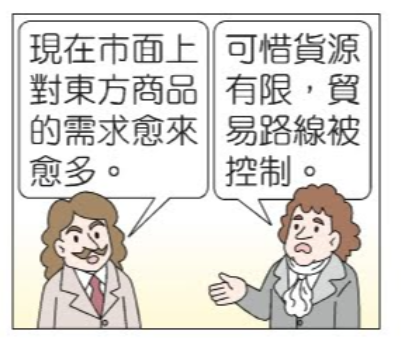 現在市面上
對東方商品
的需求愈來
愈多。
可惜貨源
有限，貿
易路線被
控制。